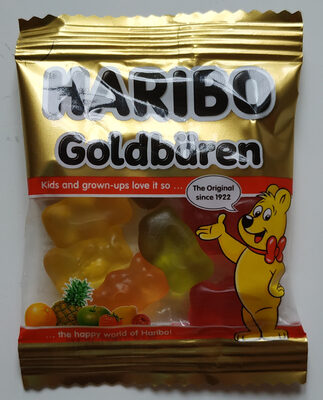 HARIBO
Goldbären
Kids and grown-ups love it so ...
The Original
since 1922
... the happy world of Haribo!